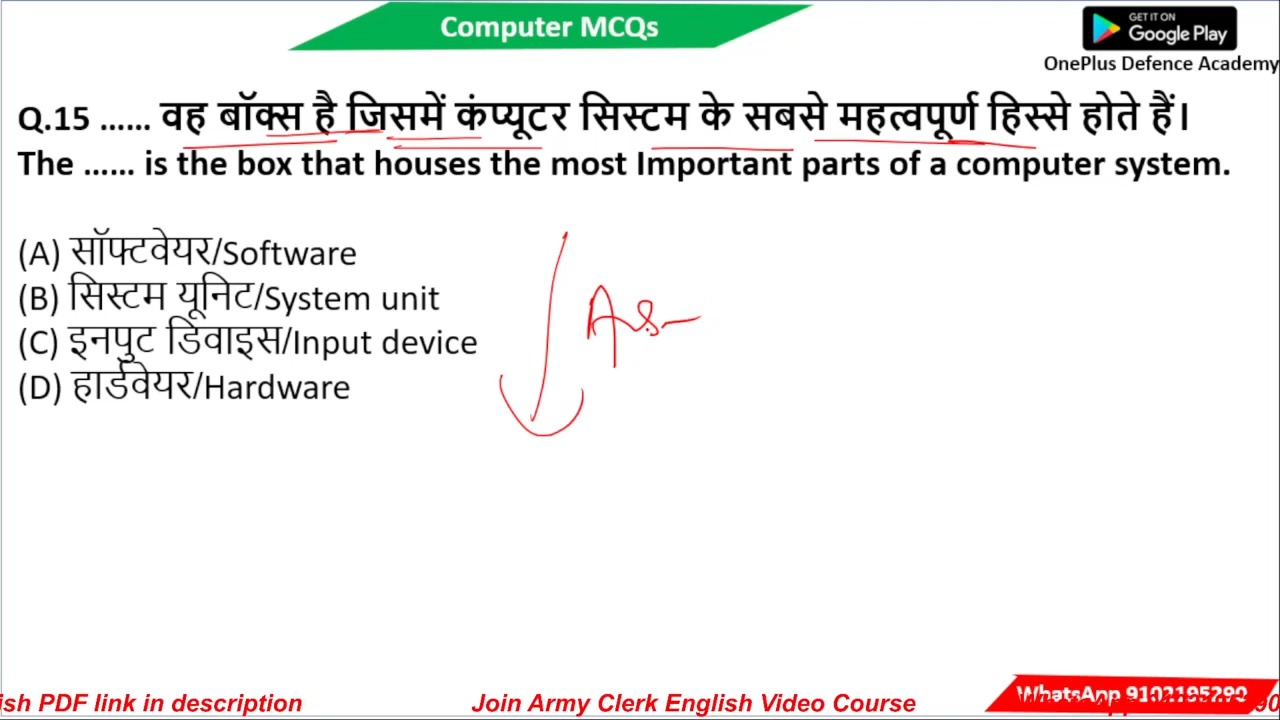 Computer MCQs
GET IT ON
Google Play
OnePlus Defence Academy
Q.15 ...... वह बॉक्स है जिसमें कंप्यूटर सिस्टम के सबसे महत्वपूर्ण हिस्से होते हैं।
The ...... is the box that houses the most Important parts of a computer system.
(A) सॉफ्टवेयर/Software
(B) सिस्टम यूनिट/System unit
(C) इनपुट डिवाइस/Input device
(D) हार्डवेयर/Hardware
WhatsApp 9102195290
ish PDF link in description Join Army Clerk English Video Course